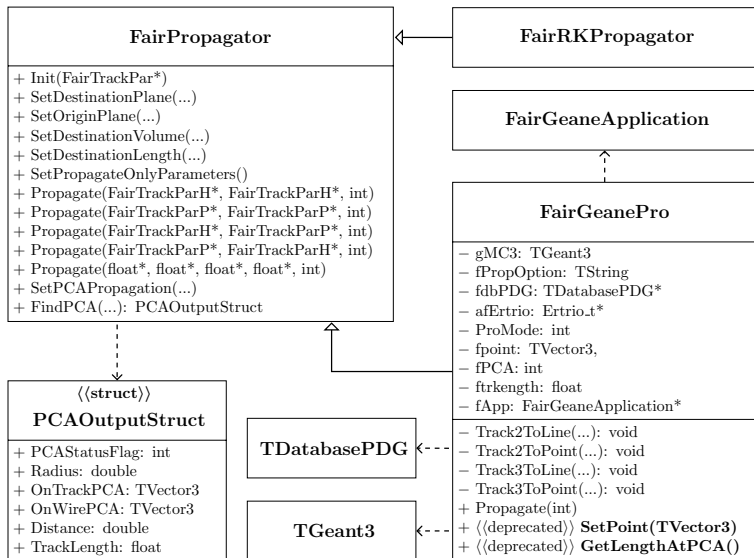 FairPropagator
+ Init(FairTrackPar*)
+ SetDestinationPlane(...)
+ SetOriginPlane(...)
+ SetDestinationVolume(...)
+ SetDestinationLength(...)
+ SetPropagateOnlyParameters()
+ Propagate(FairTrackParH*, FairTrackParH*, int)
+ Propagate(FairTrackParP*, FairTrackParP*, int)
+ Propagate(FairTrackParH*, FairTrackParP*, int)
+ Propagate(FairTrackParP*, FairTrackParH*, int)
+ Propagate(float*, float*, float*, float*, int)
+ SetPCAPropagation(...)
+ FindPCA(...): PCAOutputStruct
FairRKPropagator
FairGeaneApplication
FairGeanePro
− gMC3: TGeant3
− fPropOption: TString
− fdbPDG: TDatabasePDG*
− afErtrio: Ertrio_t*
− ProMode: int
− fpoint: TVector3,
− fPCA: int
− ftrkength: float
− fApp: FairGeaneApplication*
− Track2ToLine(...): void
− Track2ToPoint(...): void
− Track3ToLine(...): void
− Track3ToPoint(...): void
+ Propagate(int)
+ ⟨⟨deprecated⟩⟩ SetPoint(TVector3)
+ ⟨⟨deprecated⟩⟩ GetLengthAtPCA()
⟨⟨struct⟩⟩
PCAOutputStruct
+ PCAStatusFlag: int
+ Radius: double
+ OnTrackPCA: TVector3
+ OnWirePCA: TVector3
+ Distance: double
+ TrackLength: float
TDatabasePDG
TGeant3